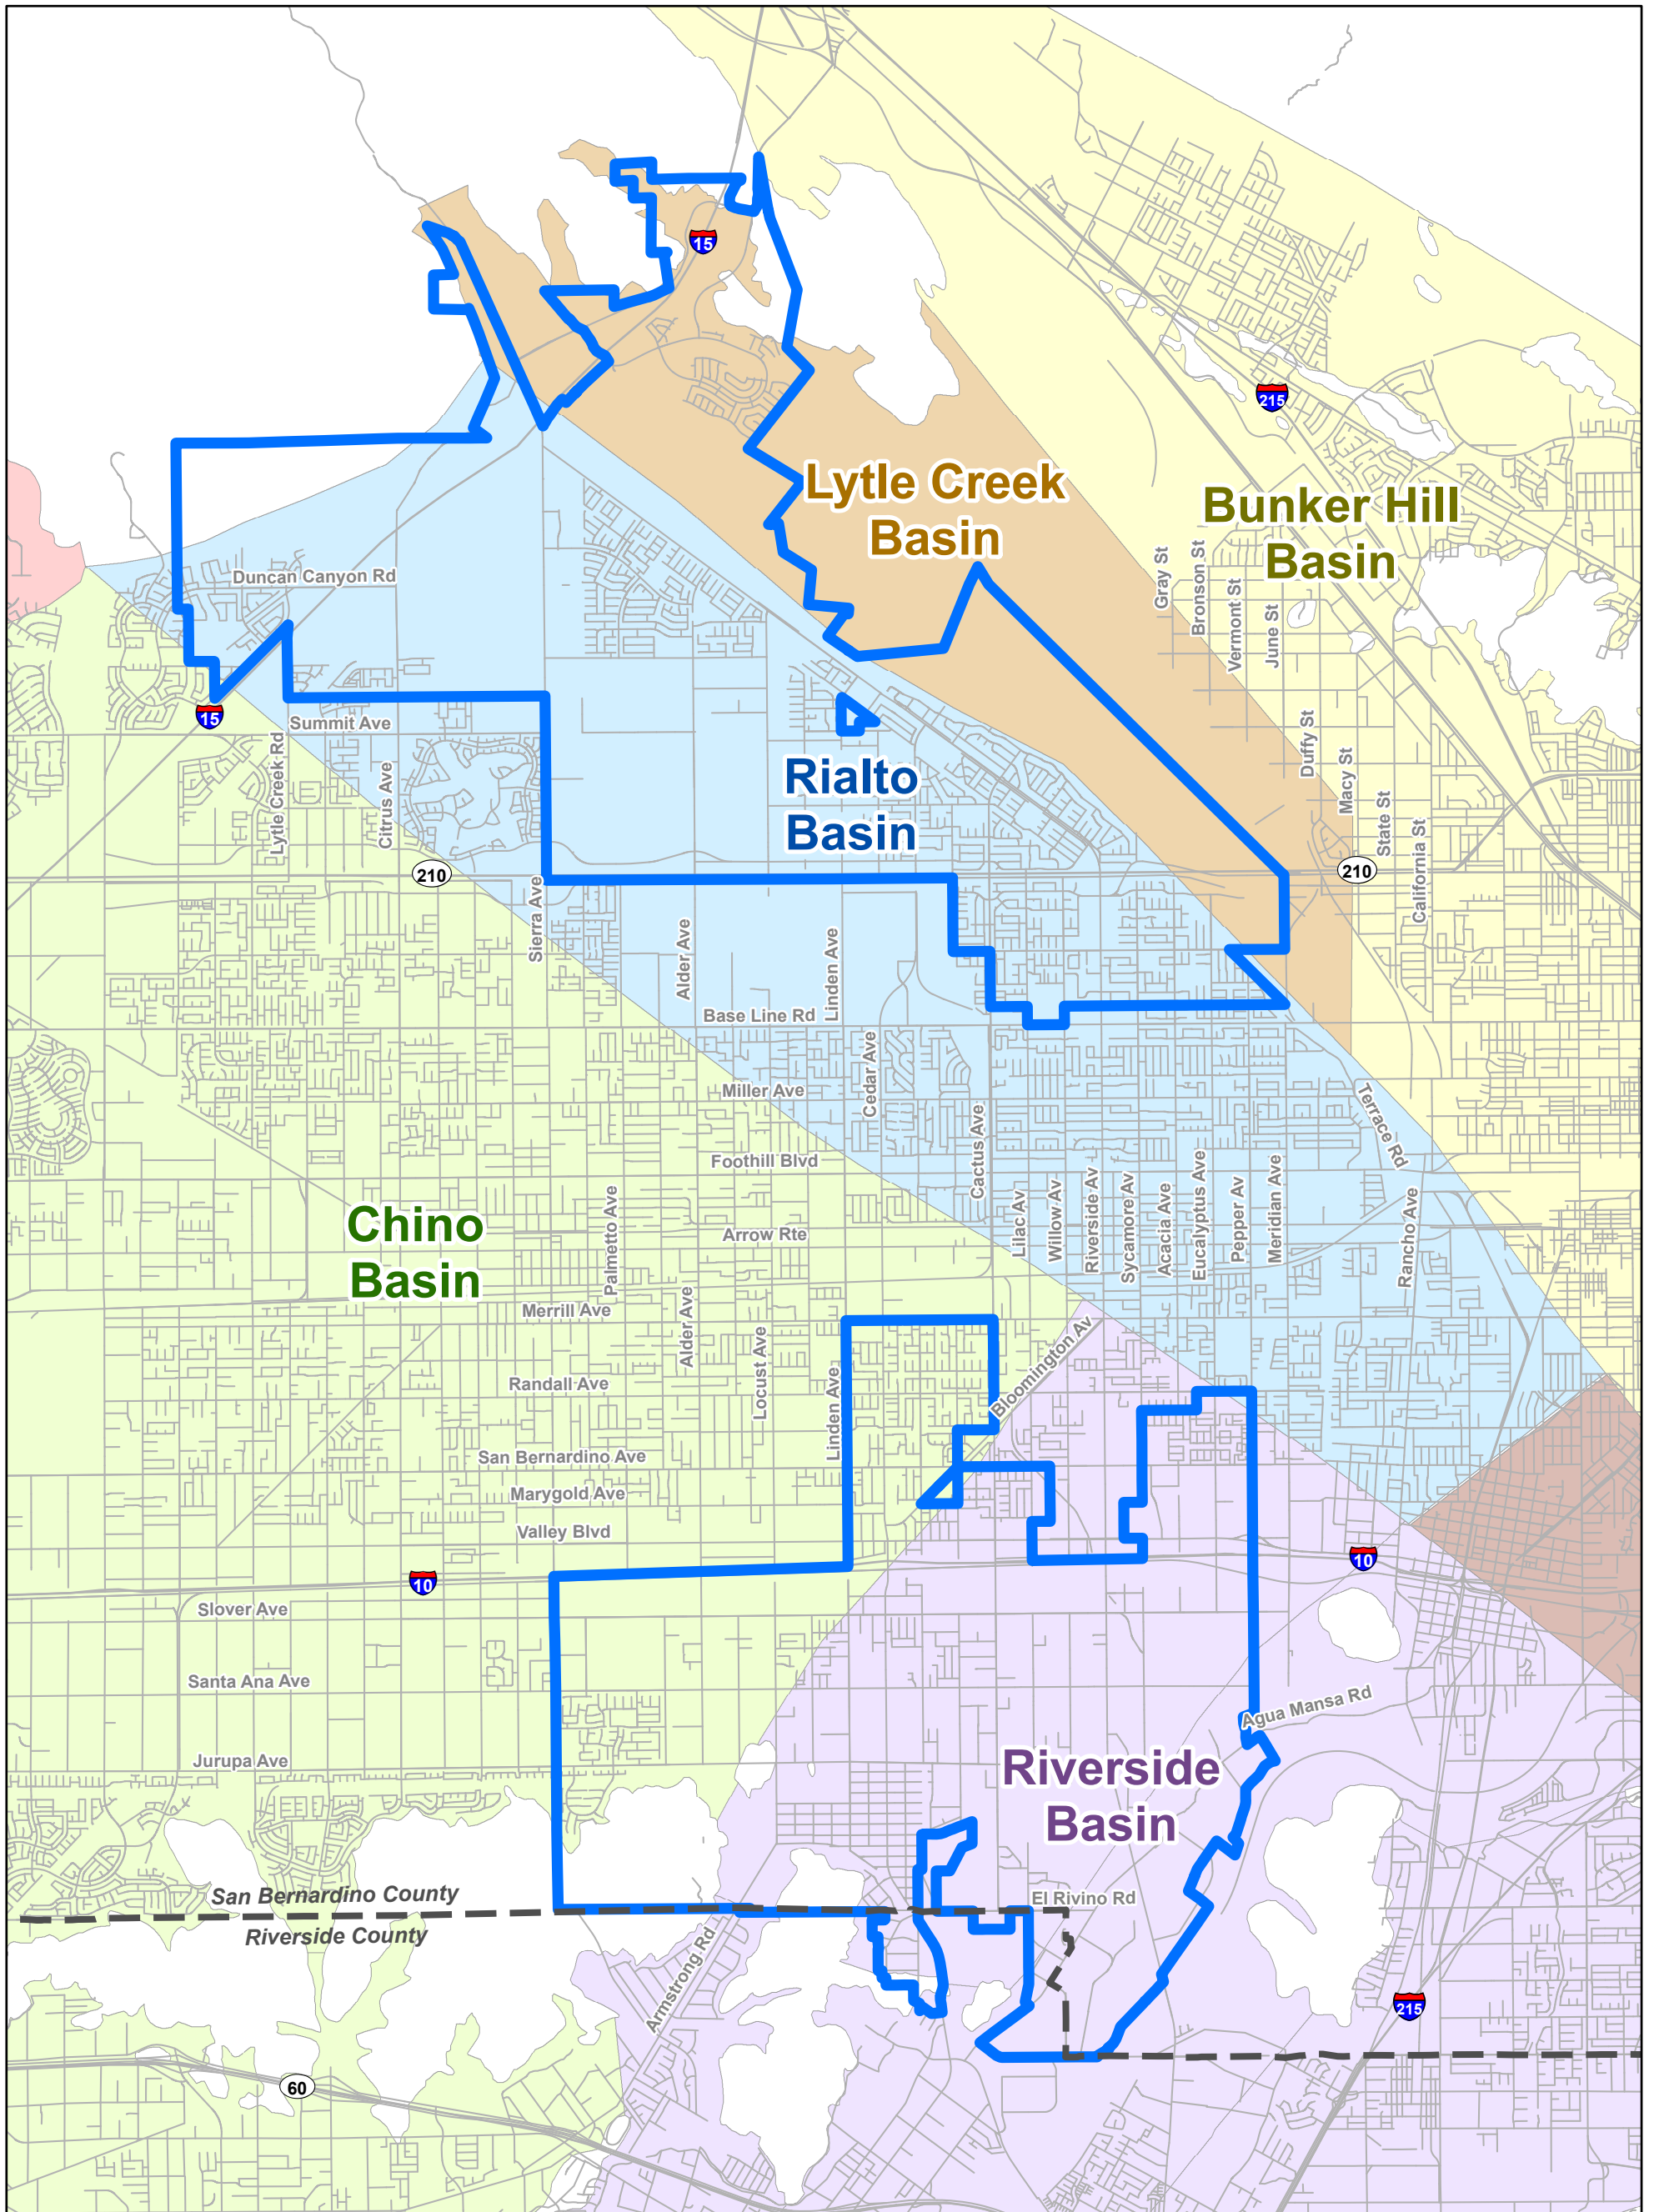 15
215
Lytle Creek
Basin
Bunker Hill
Basin
Gray St
Bronson St
Vermont St
June St
Duncan Canyon Rd
15
Summit Ave
Lytle Creek Rd
Citrus Ave
Duffy St
Macy St
State St
California St
Rialto
Basin
210
210
Sierra Ave
Alder Ave
Linden Ave
Base Line Rd
Cedar Ave
Miller Ave
Terrace Rd
Foothill Blvd
Cactus Ave
Lilac Av
Willow Av
Riverside Av
Sycamore Av
Acacia Ave
Eucalyptus Ave
Pepper Av
Meridian Ave
Rancho Ave
Chino
Basin
Palmetto Ave
Arrow Rte
Merrill Ave
Alder Ave
Locust Ave
Linden Ave
Bloomington Av
Randall Ave
San Bernardino Ave
Marygold Ave
Valley Blvd
10
10
Slover Ave
Santa Ana Ave
Agua Mansa Rd
Jurupa Ave
Riverside
Basin
San Bernardino County
Riverside County
El Rivino Rd
Armstrong Rd
215
60